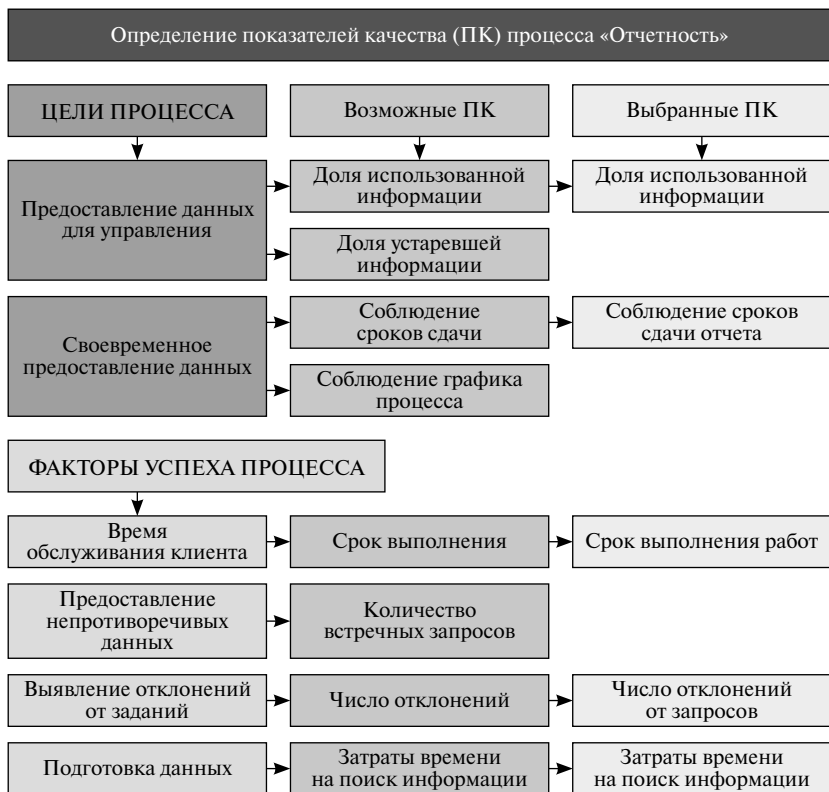 Определение показателей качества (ПК) процесса «Отчетность»
ЦЕЛИ ПРОЦЕССА
Возможные ПК
Выбранные ПК
Предоставление данных
для управления
Доля использованной
информации
Доля использованной
информации
Доля устаревшей
информации
Своевременное
предоставление данных
Соблюдение
сроков сдачи
Соблюдение сроков
сдачи отчета
Соблюдение графика
процесса
ФАКТОРЫ УСПЕХА ПРОЦЕССА
Время
обслуживания клиента
Срок выполнения
Срок выполнения работ
Предоставление
непротиворечивых
данных
Количество
встречных запросов
Выявление отклонений
от заданий
Число отклонений
Число отклонений
от запросов
Подготовка данных
Затраты времени
на поиск информации
Затраты времени
на поиск информации